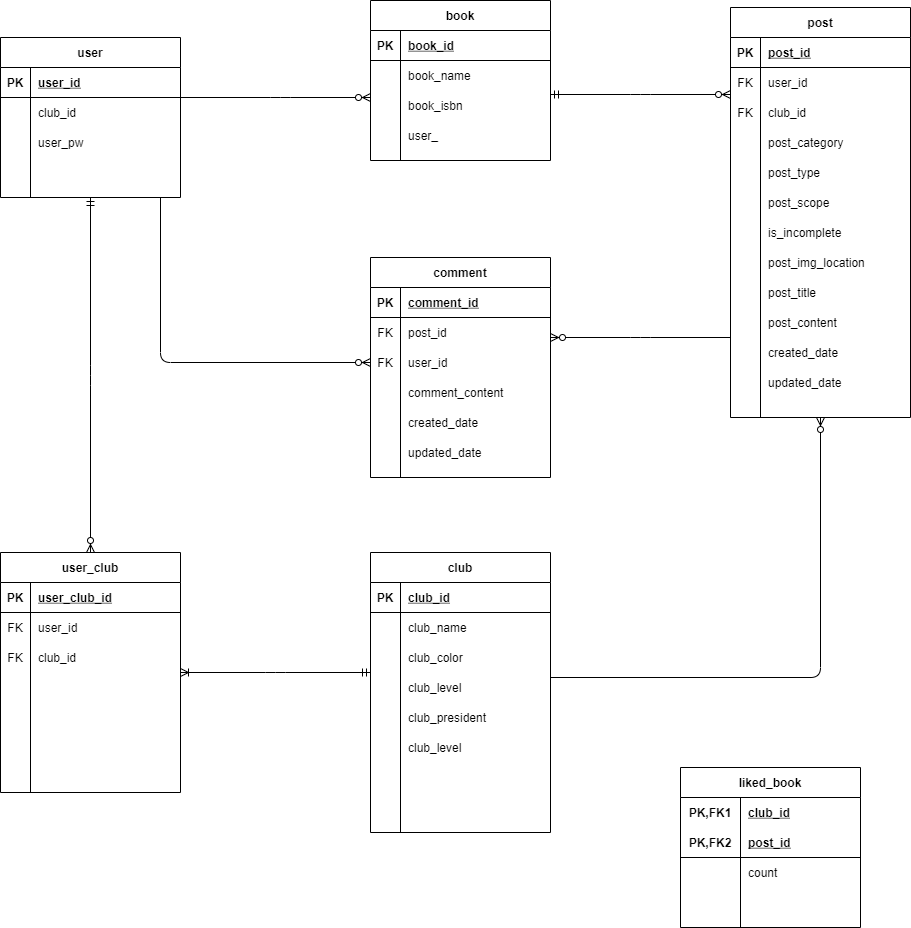 user
PK user_id
club_id
user_pw
book
PK book_id
book_name
book_isbn
user_
post
PK post_id
FK user_id
FK club_id
post_category
post_type
post_scope
is_incomplete
post_img_location
post_title
post_content
created_date
updated_date
comment
PK comment_id
FK post_id
FK user_id
comment_content
created_date
updated_date
user_club
PK user_club_id
FK user_id
FK club_id
club
PK club_id
club_name
club_color
club_level
club_president
club_level
liked_book
PK,FK1 club_id
PK,FK2 post_id
count